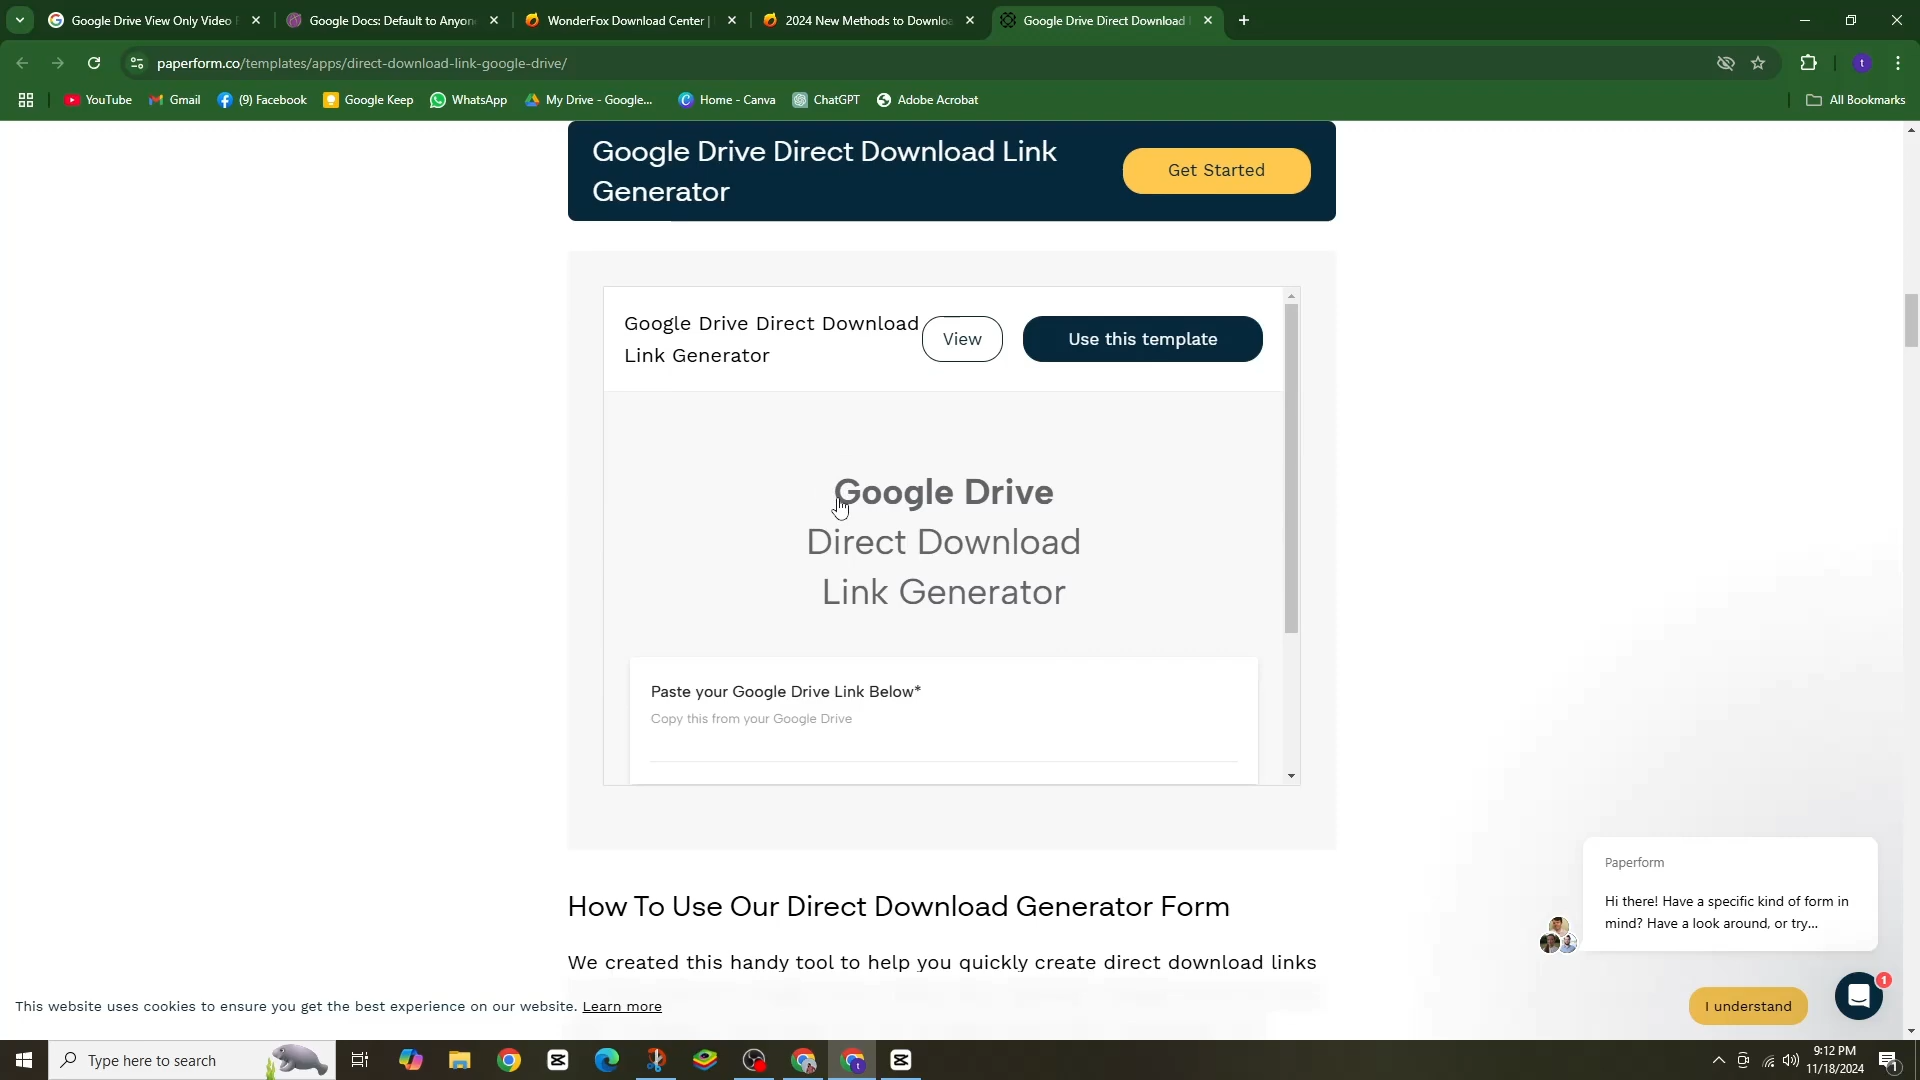 Google Drive View Only Video
Google Docs: Default to Anyon
WonderFox Download Center |
2024 New Methods to Downloa
Google Drive Direct Download
paperform.co/templates/apps/direct-download-link-google-drive/
t
YouTube
Gmail
(9) Facebook
Google Keep
WhatsApp
My Drive - Google...
Home - Canva
ChatGPT
Adobe Acrobat
All Bookmarks
Google Drive Direct Download Link
Generator
Get Started
Google Drive Direct Download
Link Generator
View
Use this template
Google Drive
Direct Download
Link Generator
Paste your Google Drive Link Below*
Copy this from your Google Drive
How To Use Our Direct Download Generator Form
We created this handy tool to help you quickly create direct download links
Paperform
Hi there! Have a specific kind of form in
mind? Have a look around, or try...
1
This website uses cookies to ensure you get the best experience on our website. Learn more
I understand
Type here to search
9:12 PM
11/18/2024
1